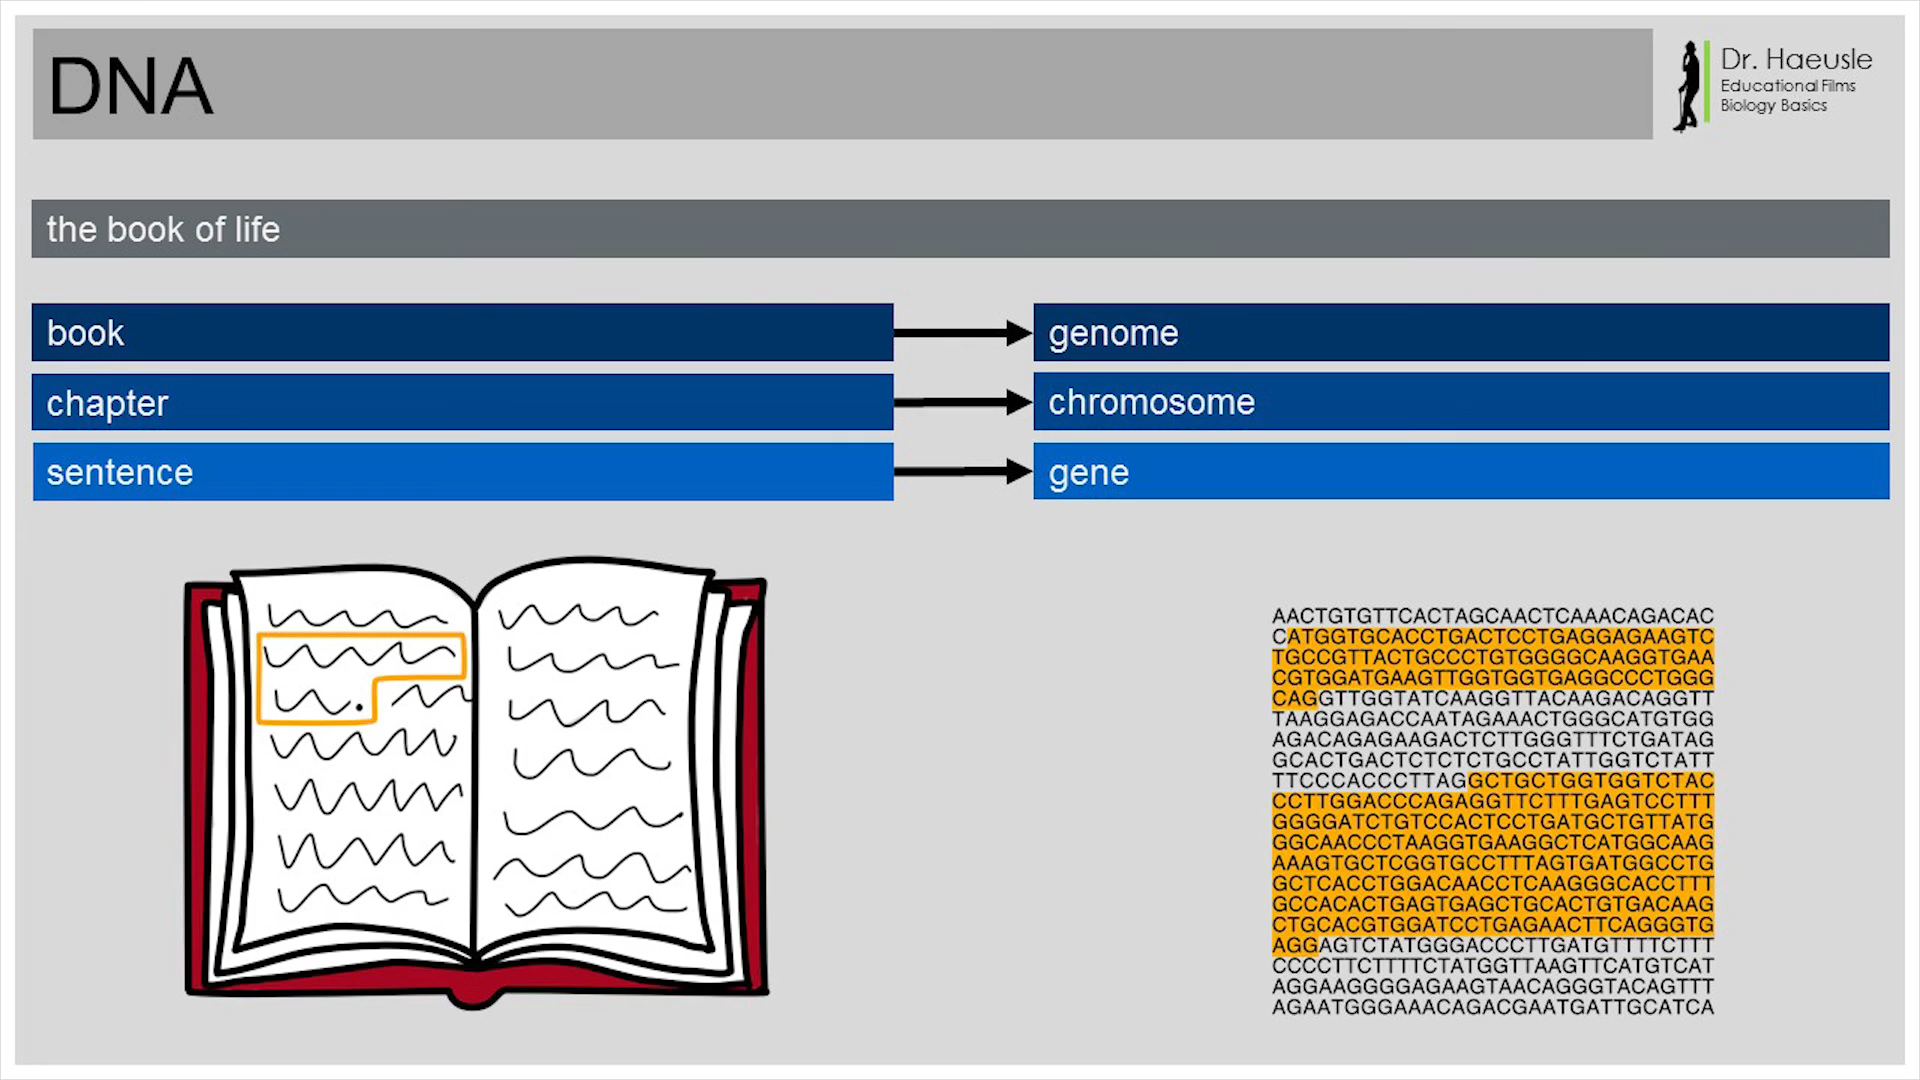 DNA
Dr. Haeusle
Educational Films
Biology Basics
the book of life
book
genome
chapter
chromosome
sentence
gene
AACTGTGTTCACTAGCAACTCAAACAGACAC
CATGGTGCACCTGACTCCTGAGGAGAAGTC
TGCCGTTACTGCCCTGTGGGGCAAGGTGAA
CGTGGATGAAGTTGGTGGTGAGGCCCTGGG
CAGGTTGGTATCAAGGTTACAAGACAGGTT
TAAGGAGACCAATAGAAACTGGGCATGTGG
AGACAGAGAAGACTCTTGGGTTTCTGATAG
GCACTGACTCTCTCTGCCTATTGGTCTATT
TTCCCACCCTTAGGCTGCTGGTGGTCTAC
CCTTGGACCCAGAGGTTCTTTGAGTCCTTT
GGGGATCTGTCCACTCCTGATGCTGTTATG
GGCAACCCTAAGGTGAAGGCTCATGGCAAG
AAAGTGCTCGGTGCCTTTAGTGATGGCCTG
GCTCACCTGGACAACCTCAAGGGCACCTTT
GCCACACTGAGTGAGCTGCACTGTGACAAG
CTGCACGTGGATCCTGAGAACTTCAGGGTG
AGGAGTCTATGGGACCCTTGATGTTTTCTTT
CCCCTTCTTTTCTATGGTTAAGTTCATGTCAT
AGGAAGGGGAGAAGTAACAGGGTACAGTTT
AGAATGGGAAACAGACGAATGATTGCATCA